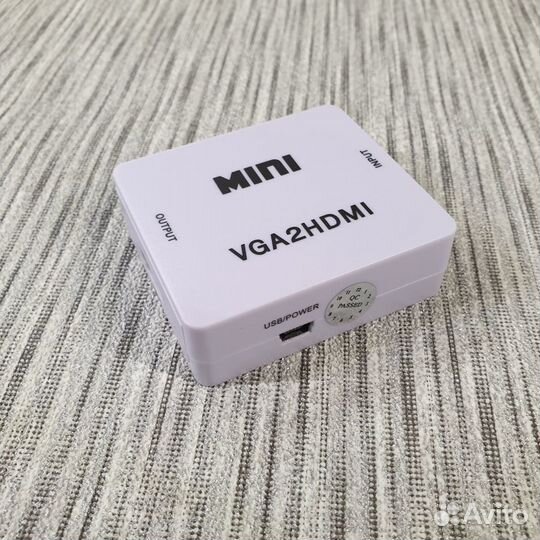 MINI
INPUT
OUTPUT
VGA2HDMI
USB/POWER
QC
PASSED
Avito